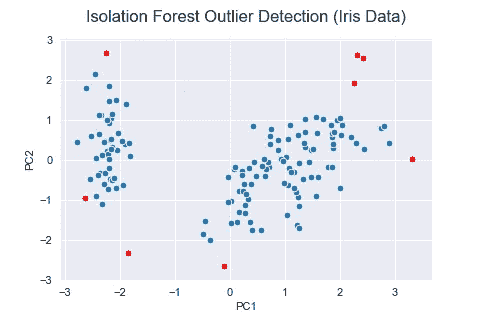 Isolation Forest Outlier Detection (Iris Data)
3
2
1
0
−1
−2
−3
PC2
−3 −2 −1 0 1 2 3
PC1